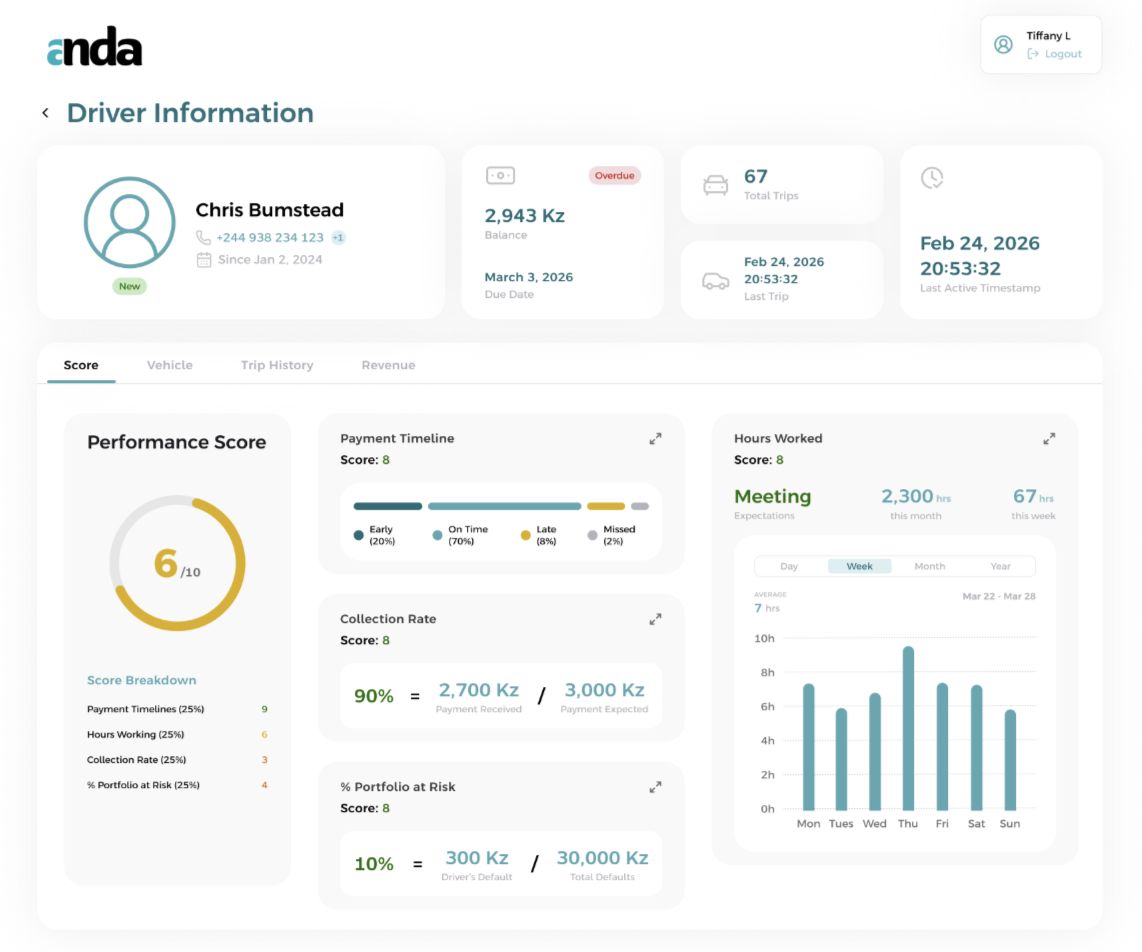 anda
Tiffany L
Logout
Driver Information
Chris Bumstead
+244 938 234 123 +1
Since Jan 2, 2024
New
Overdue
2,943 Kz
Balance
March 3, 2026
Due Date
67
Total Trips
Feb 24, 2026
20:53:32
Last Trip
Feb 24, 2026
20:53:32
Last Active Timestamp
Score Vehicle Trip History Revenue
Performance Score
6 /10
Score Breakdown
Payment Timelines (25%) 9
Hours Working (25%) 6
Collection Rate (25%) 3
% Portfolio at Risk (25%) 4
Payment Timeline
Score: 8
Early (20%)
On Time (70%)
Late (8%)
Missed (2%)
Collection Rate
Score: 8
90% = 2,700 Kz / 3,000 Kz
Payment Received Payment Expected
% Portfolio at Risk
Score: 8
10% = 300 Kz / 30,000 Kz
Driver's Default Total Defaults
Hours Worked
Score: 8
Meeting 2,300 hrs 67 hrs
Expectations this month this week
Day Week Month Year
AVERAGE
7 hrs
Mar 22 - Mar 28
10h
8h
6h
4h
2h
0h
Mon Tues Wed Thu Fri Sat Sun